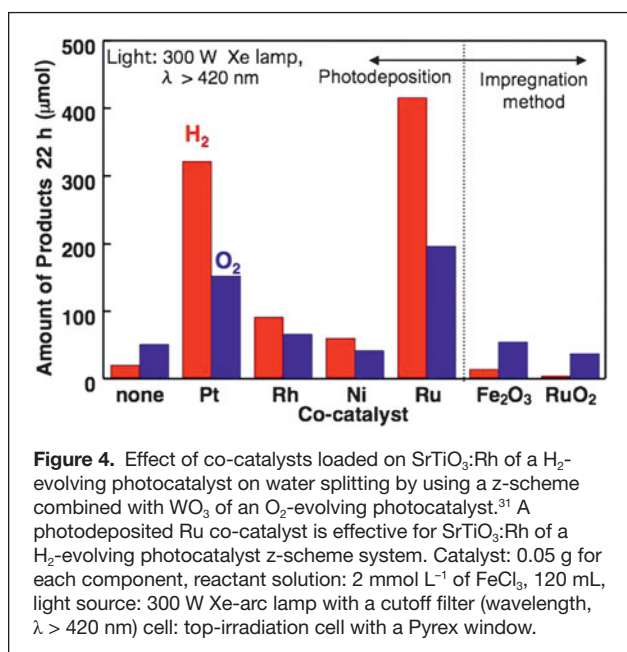 Amount of Products 22 h (μmol)
500
400
300
200
100
0
Light: 300 W Xe lamp,
λ > 420 nm
Photodeposition
Impregnation
method
H₂
O₂
none Pt Rh Ni Ru Fe₂O₃ RuO₂
Co-catalyst
Figure 4. Effect of co-catalysts loaded on SrTiO₃:Rh of a H₂-
evolving photocatalyst on water splitting by using a z-scheme
combined with WO₃ of an O₂-evolving photocatalyst.³¹ A
photodeposited Ru co-catalyst is effective for SrTiO₃:Rh of a
H₂-evolving photocatalyst z-scheme system. Catalyst: 0.05 g for
each component, reactant solution: 2 mmol L⁻¹ of FeCl₃, 120 mL,
light source: 300 W Xe-arc lamp with a cutoff filter (wavelength,
λ > 420 nm) cell: top-irradiation cell with a Pyrex window.